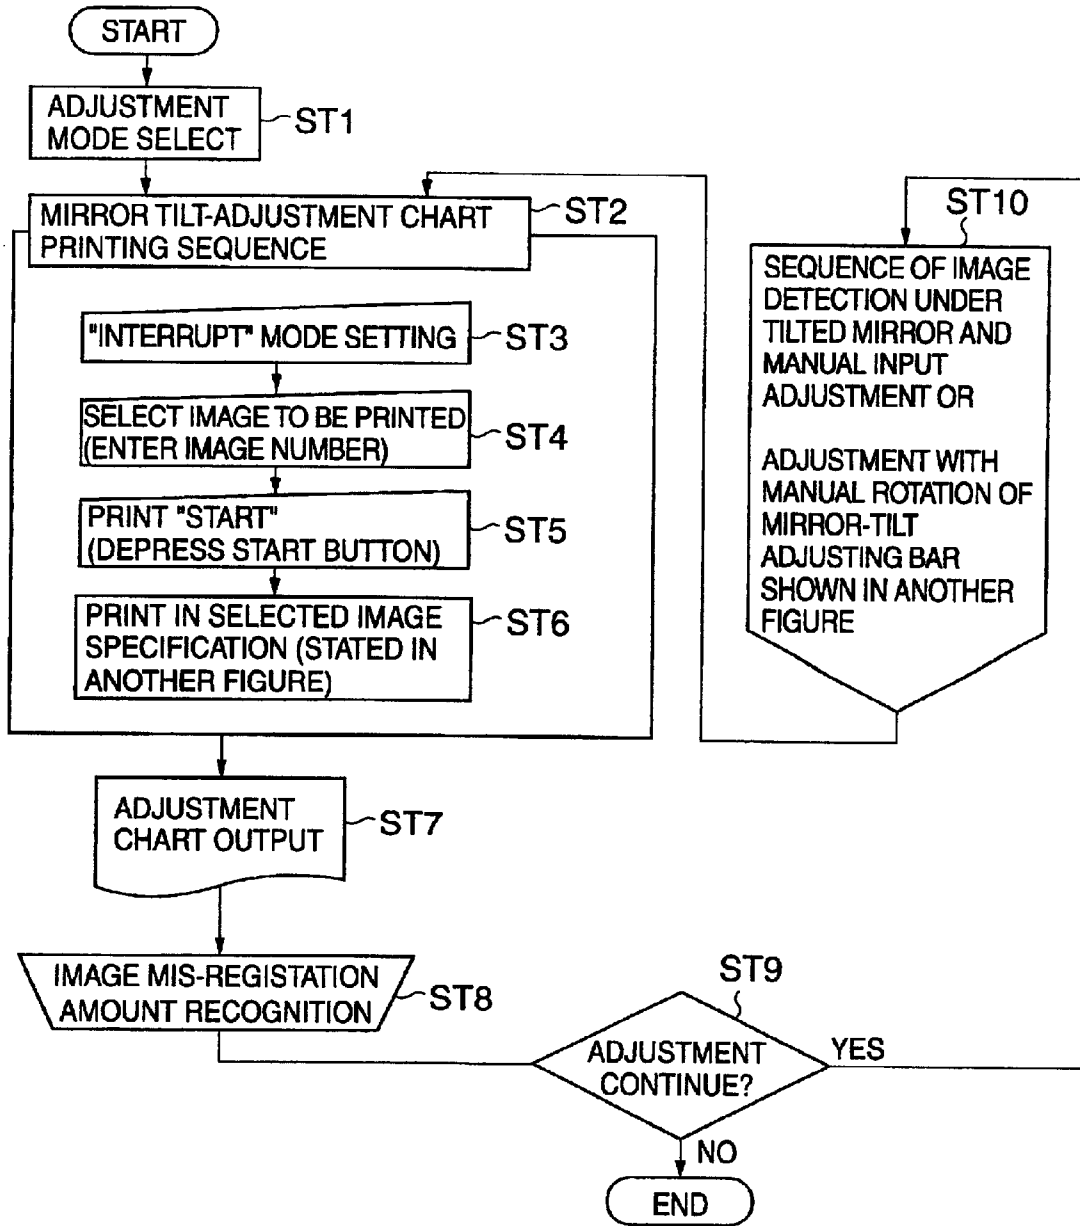 START
ADJUSTMENT
MODE SELECT
ST1
MIRROR TILT-ADJUSTMENT CHART
PRINTING SEQUENCE
ST2
"INTERRUPT" MODE SETTING
ST3
SELECT IMAGE TO BE PRINTED
(ENTER IMAGE NUMBER)
ST4
PRINT "START"
(DEPRESS START BUTTON)
ST5
PRINT IN SELECTED IMAGE
SPECIFICATION (STATED IN
ANOTHER FIGURE)
ST6
ADJUSTMENT
CHART OUTPUT
ST7
IMAGE MIS-REGISTATION
AMOUNT RECOGNITION
ST8
ST9
ADJUSTMENT
CONTINUE?
YES
NO
END
ST10
SEQUENCE OF IMAGE
DETECTION UNDER
TILTED MIRROR AND
MANUAL INPUT
ADJUSTMENT OR
ADJUSTMENT WITH
MANUAL ROTATION OF
MIRROR-TILT
ADJUSTING BAR
SHOWN IN ANOTHER
FIGURE